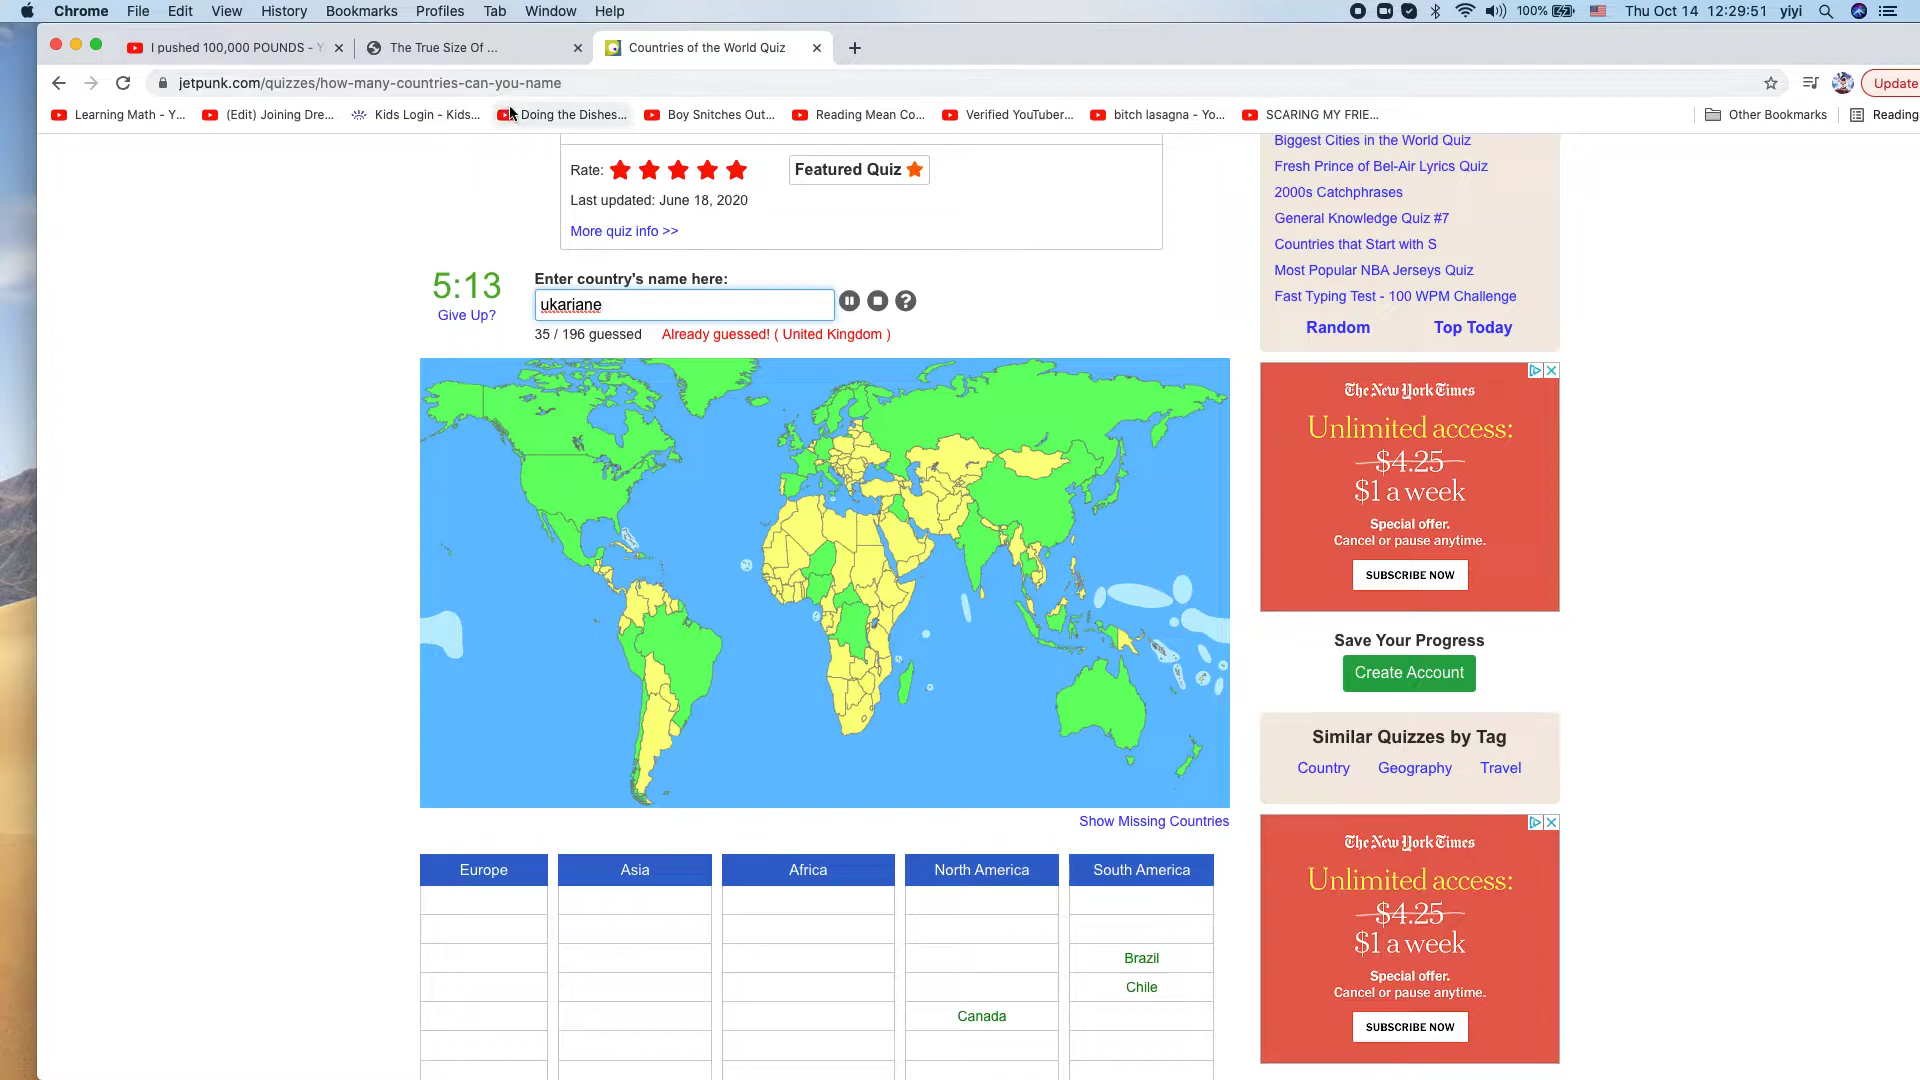 Chrome File Edit View History Bookmarks Profiles Tab Window Help 100% Thu Oct 14 12:29:51 yiyi
I pushed 100,000 POUNDS - Y The True Size Of ... Countries of the World Quiz
jetpunk.com/quizzes/how-many-countries-can-you-name Update
Learning Math - Y... (Edit) Joining Dre... Kids Login - Kids... Doing the Dishes... Boy Snitches Out... Reading Mean Co... Verified YouTuber... bitch lasagna - Yo... SCARING MY FRIE... Other Bookmarks Reading
Rate:
Featured Quiz
Last updated: June 18, 2020
More quiz info >>
5:13
Give Up?
Enter country's name here:
ukariane
35 / 196 guessed Already guessed! ( United Kingdom )
Show Missing Countries
Europe Asia Africa North America South America
Brazil
Chile
Canada
Biggest Cities in the World Quiz
Fresh Prince of Bel-Air Lyrics Quiz
2000s Catchphrases
General Knowledge Quiz #7
Countries that Start with S
Most Popular NBA Jerseys Quiz
Fast Typing Test - 100 WPM Challenge
Random Top Today
The New York Times
Unlimited access:
$4.25
$1 a week
Special offer.
Cancel or pause anytime.
SUBSCRIBE NOW
Save Your Progress
Create Account
Similar Quizzes by Tag
Country Geography Travel
The New York Times
Unlimited access:
$4.25
$1 a week
Special offer.
Cancel or pause anytime.
SUBSCRIBE NOW